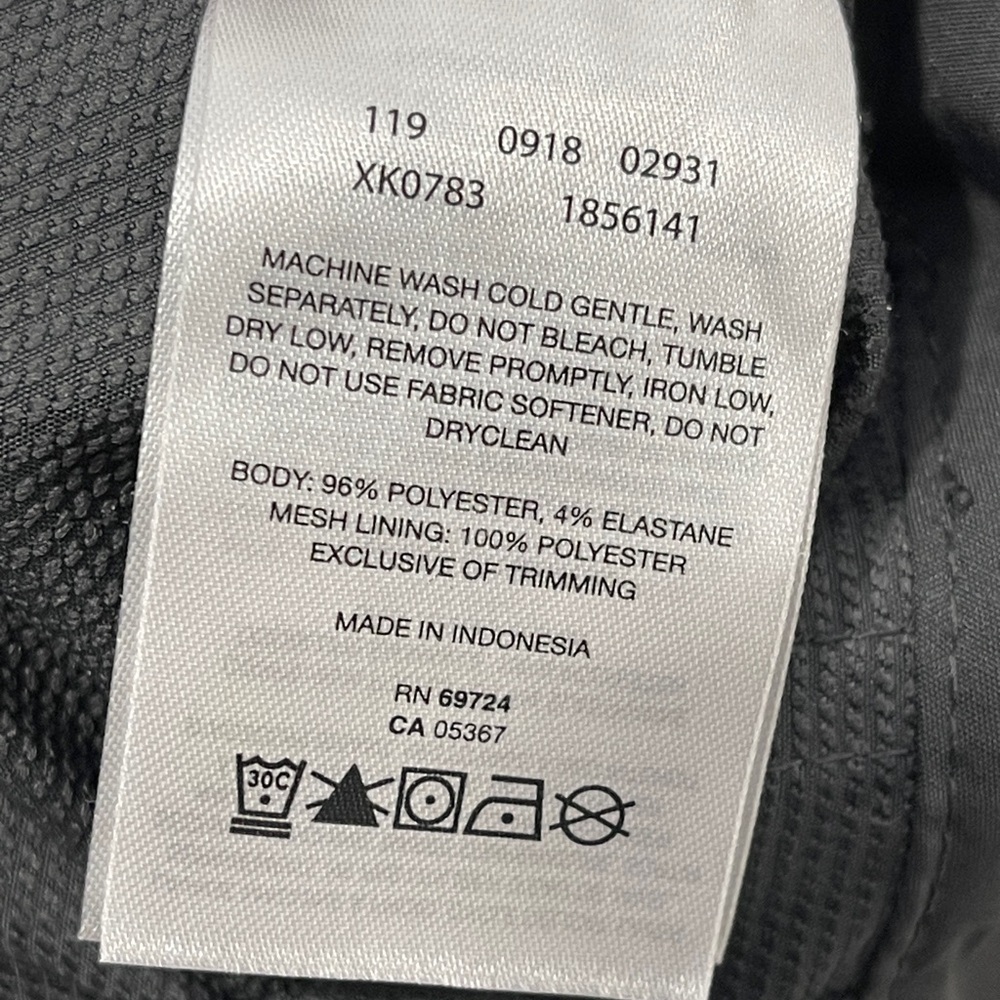 119 0918 02931
XK0783 1856141
MACHINE WASH COLD GENTLE, WASH
SEPARATELY, DO NOT BLEACH, TUMBLE
DRY LOW, REMOVE PROMPTLY, IRON LOW,
DO NOT USE FABRIC SOFTENER, DO NOT
DRYCLEAN
BODY: 96% POLYESTER, 4% ELASTANE
MESH LINING: 100% POLYESTER
EXCLUSIVE OF TRIMMING
MADE IN INDONESIA
RN 69724
CA 05367
30C